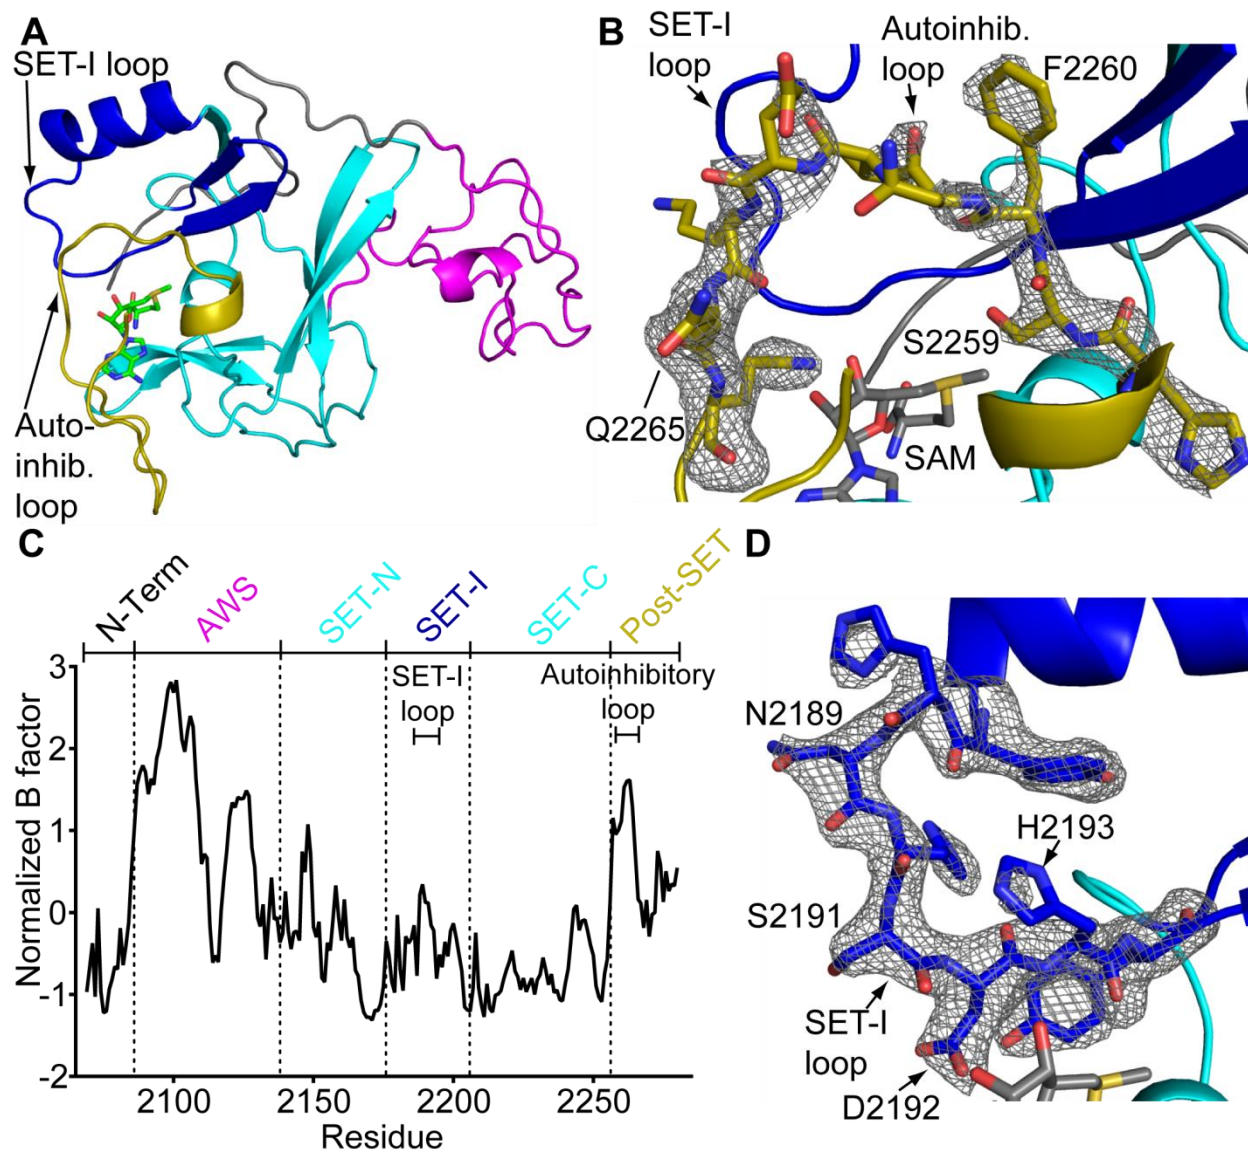 A
SET-I loop
Auto-
inhib.
loop
B
SET-I
loop
Autoinhib.
loop
F2260
S2259
Q2265
SAM
C
N-Term
AWS
SET-N
SET-I
SET-C
Post-SET
SET-I
loop
Autoinhibitory
loop
Normalized B factor
3
2
1
0
-1
-2
2100
2150
2200
2250
Residue
D
N2189
H2193
S2191
SET-I
loop
D2192